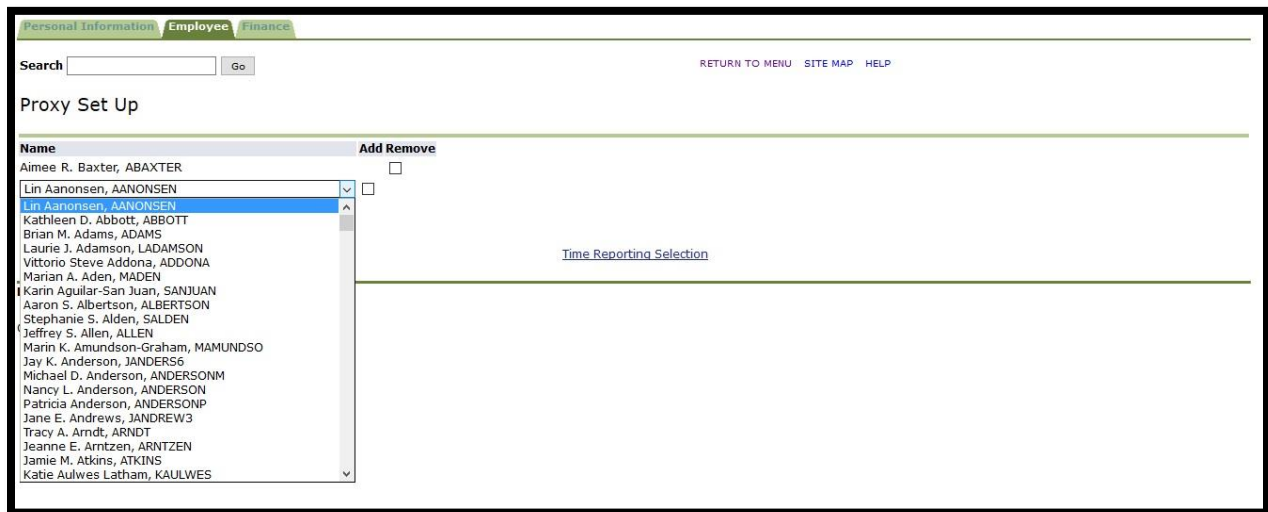 Personal Information Employee Finance
Search Go RETURN TO MENU SITE MAP HELP
Proxy Set Up
Name Add Remove
Aimee R. Baxter, ABAXTER
Lin Aanonsen, AANONSEN
Lin Aanonsen, AANONSEN
Kathleen D. Abbott, ABBOTT
Brian M. Adams, ADAMS
Laurie J. Adamson, LADAMSON
Vittorio Steve Addona, ADDONA
Time Reporting Selection
Marian A. Aden, MADEN
Karin Aguilar-San Juan, SANJUAN
Aaron S. Albertson, ALBERTSON
Stephanie S. Alden, SALDEN
Jeffrey S. Allen, ALLEN
Marin K. Amundson-Graham, MAMUNDSO
Jay K. Anderson, JANDERS6
Michael D. Anderson, ANDERSONM
Nancy L. Anderson, ANDERSON
Patricia Anderson, ANDERSONP
Jane E. Andrews, JANDREW3
Tracy A. Arndt, ARNDT
Jeanne E. Arntzen, ARNTZEN
Jamie M. Atkins, ATKINS
Katie Aulwes Latham, KAULWES